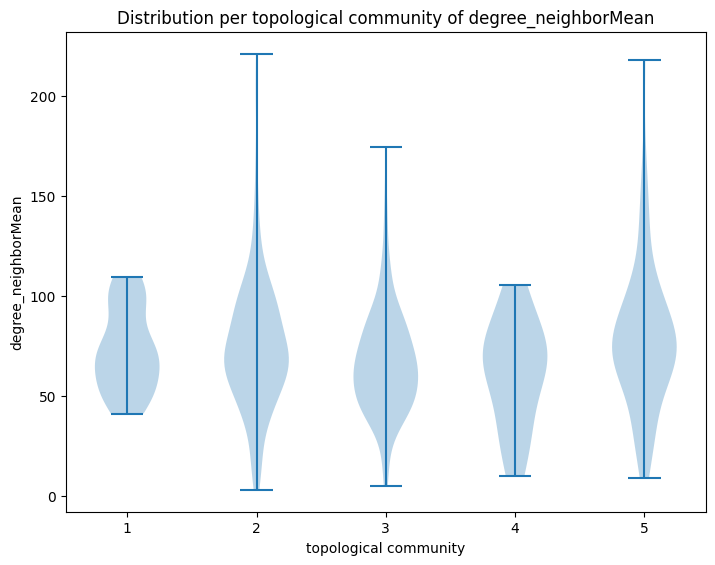 Distribution per topological community of degree_neighborMean
degree_neighborMean
200
150
100
50
0
1 2 3 4 5
topological community